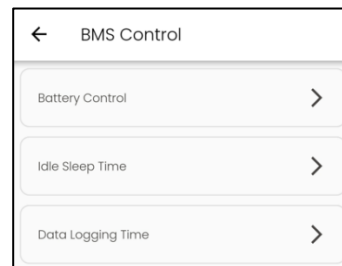 BMS Control
Battery Control
Idle Sleep Time
Data Logging Time